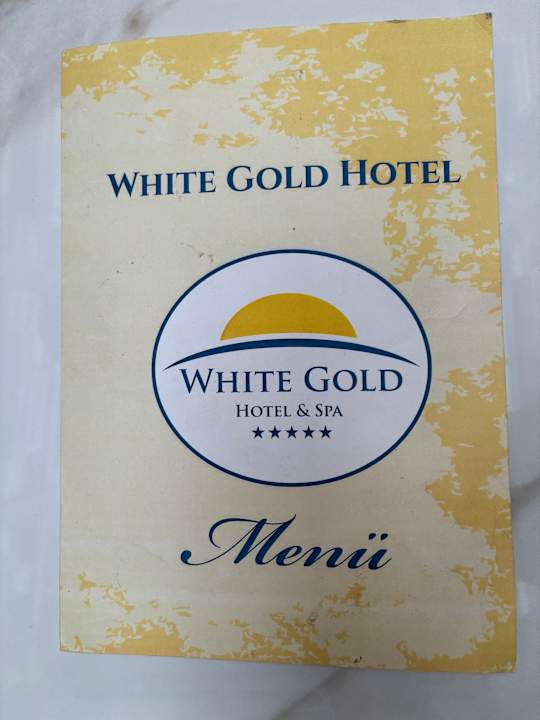 WHITE GOLD HOTEL
WHITE GOLD
HOTEL & SPA
★★★★★
Menü